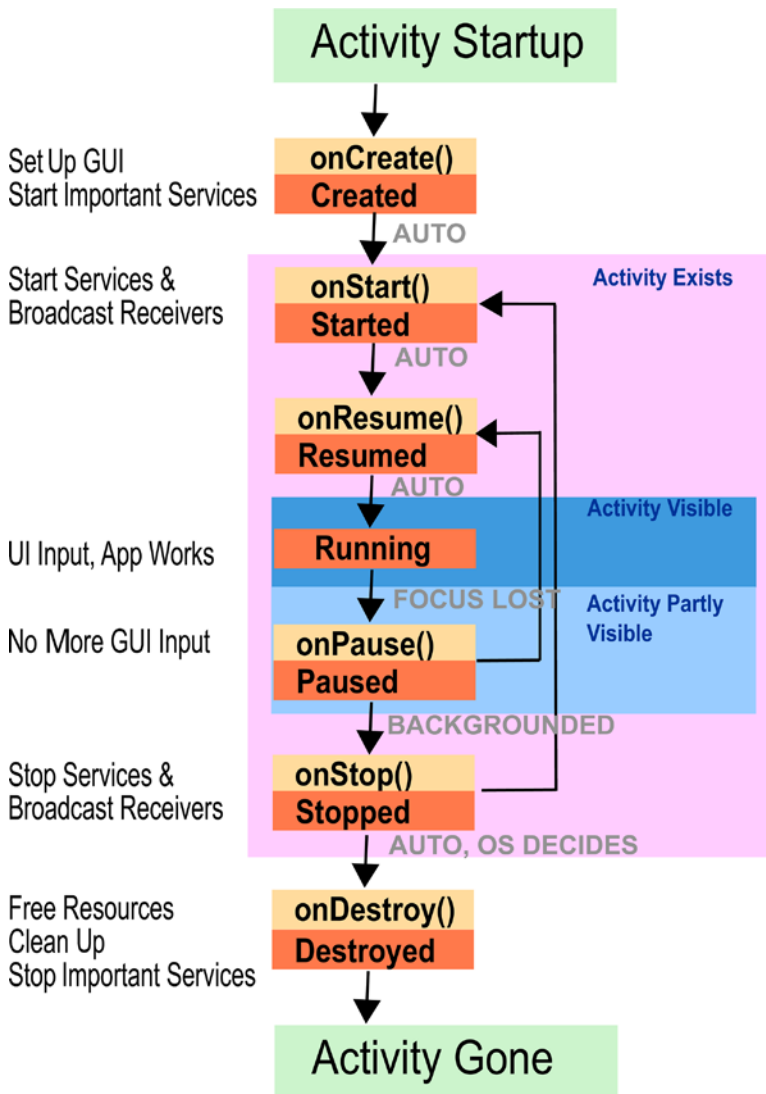 Activity Startup
Set Up GUI
Start Important Services
onCreate()
Created
AUTO
Start Services &
Broadcast Receivers
onStart()
Started
Activity Exists
AUTO
onResume()
Resumed
AUTO
Activity Visible
UI Input, App Works
Running
FOCUS LOST
Activity Partly
Visible
No More GUI Input
onPause()
Paused
BACKGROUNDED
Stop Services &
Broadcast Receivers
onStop()
Stopped
AUTO, OS DECIDES
Free Resources
Clean Up
Stop Important Services
onDestroy()
Destroyed
Activity Gone